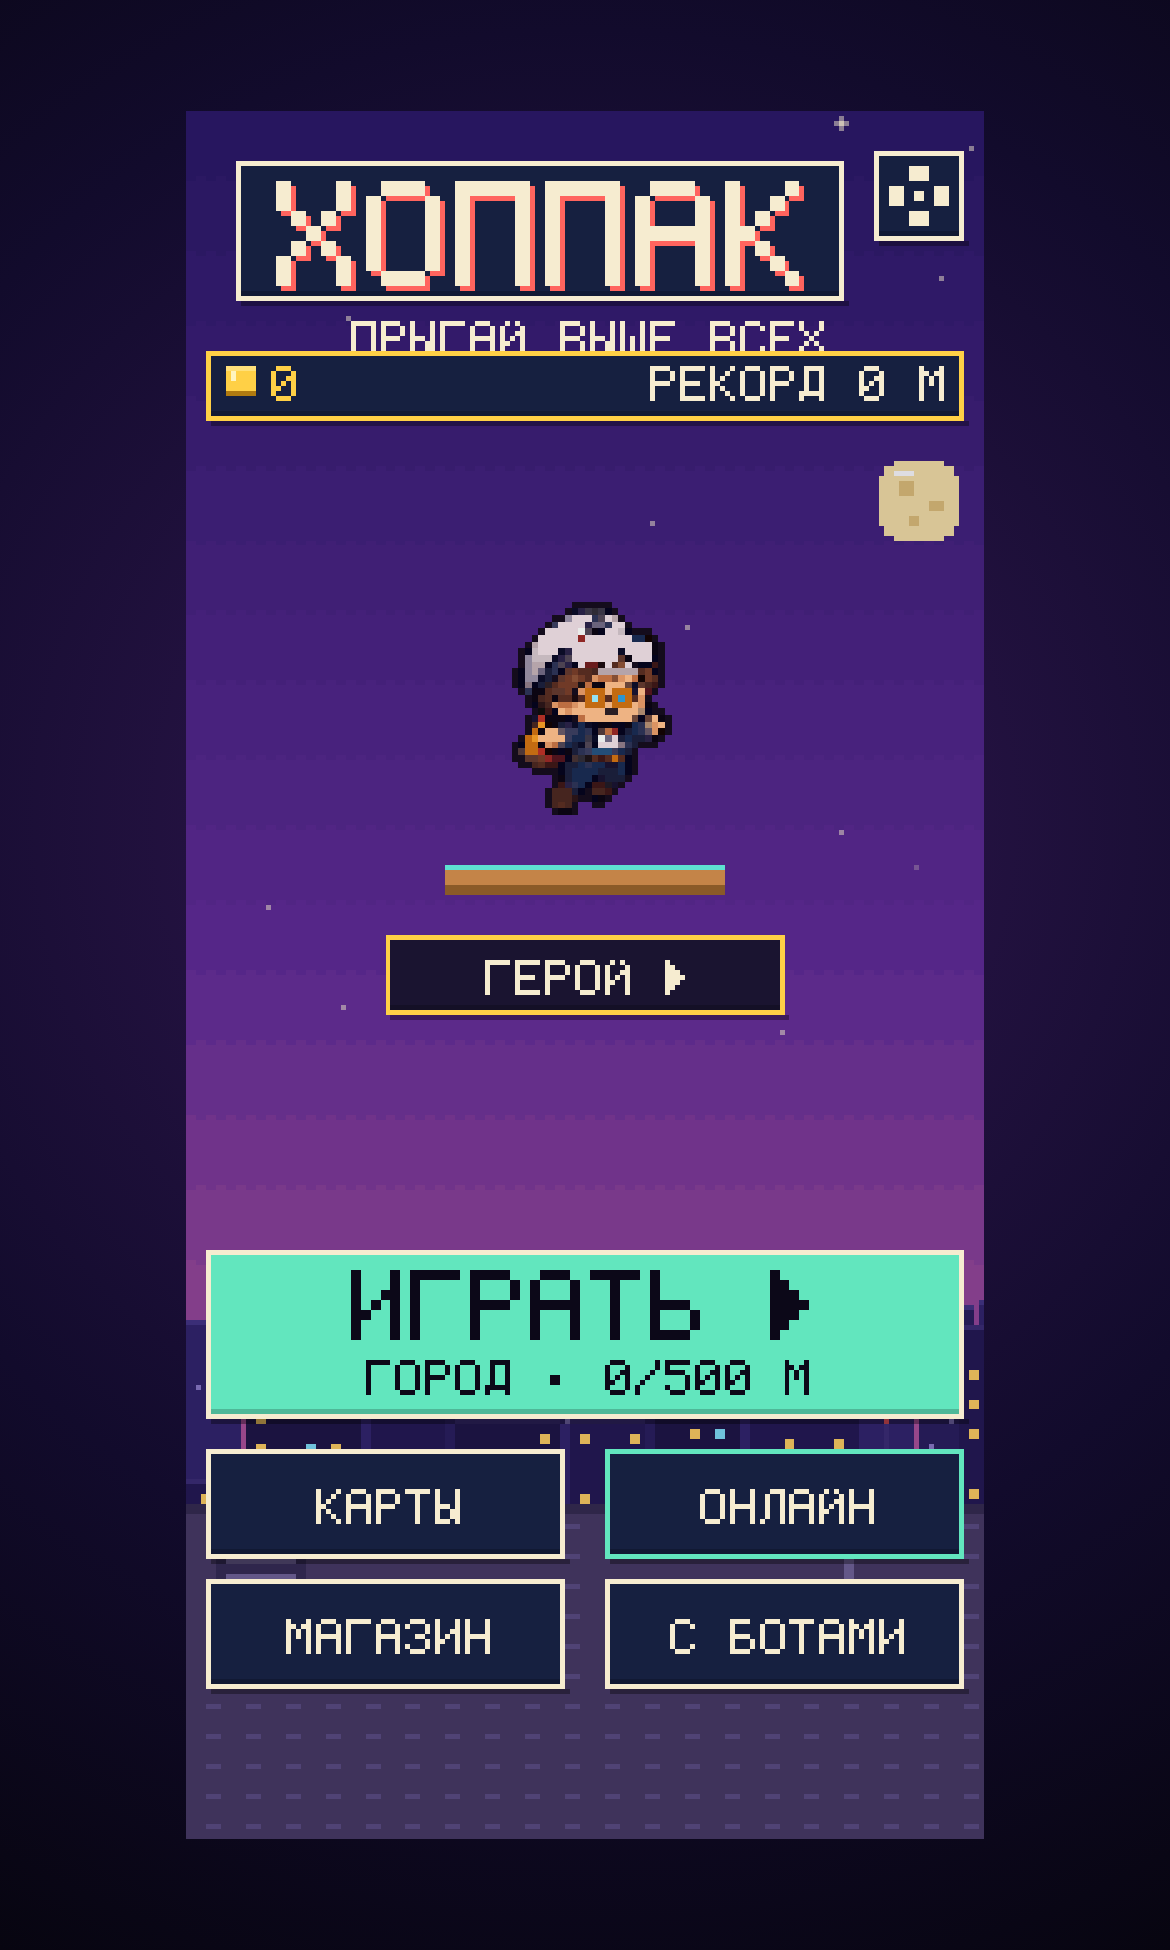 ХОППАК
ПРЫГАЙ ВЫШЕ ВСЕХ
0 РЕКОРД 0 М
ГЕРОЙ
ИГРАТЬ
ГОРОД · 0/500 М
КАРТЫ ОНЛАЙН
МАГАЗИН С БОТАМИ